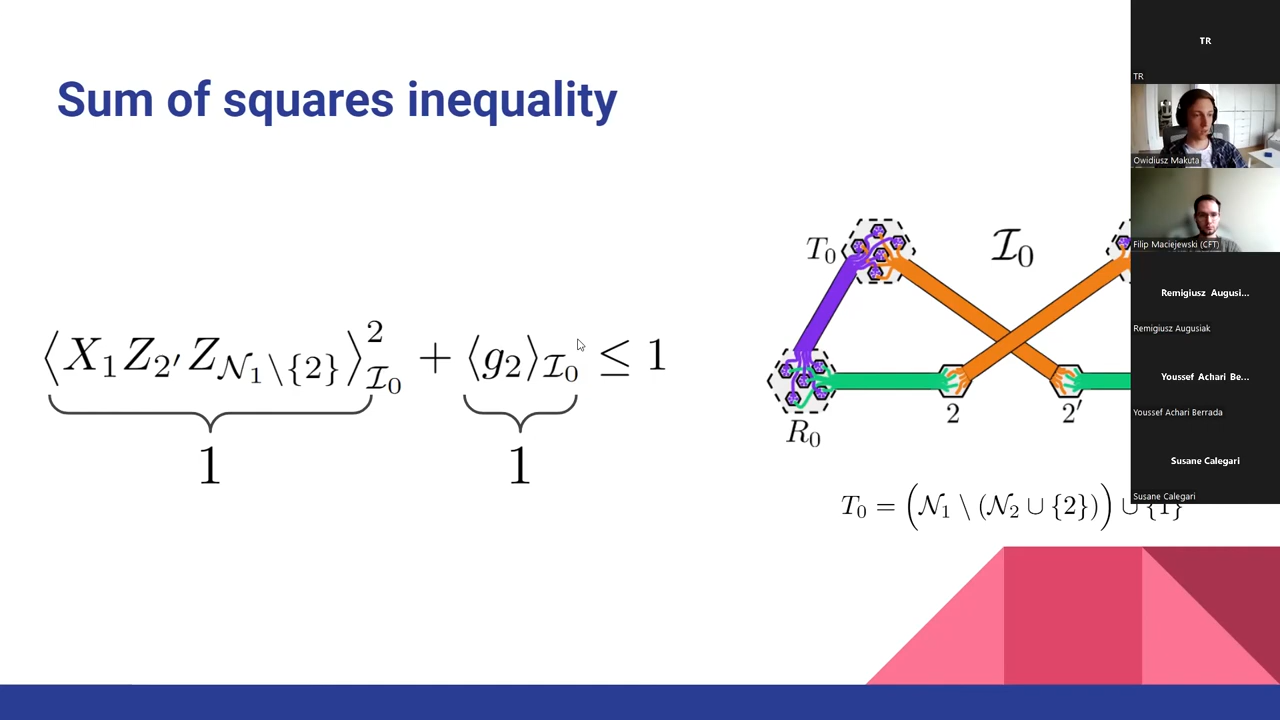 Sum of squares inequality
⟨X₁Z₂′Z_{𝒩₁\{2}}⟩²_{ℐ₀} + ⟨g₂⟩_{ℐ₀} ≤ 1
1
1
T₀
ℐ₀
2
2′
R₀
T₀ = (𝒩₁ \ (𝒩₂ ∪ {2})) ∪ {1}
TR
TR
Owidiusz Makuta
Filip Maciejewski (CFT)
Remigiusz Augusi...
Remigiusz Augusiak
Youssef Achari Be...
Youssef Achari Berrada
Susane Calegari
Susane Calegari